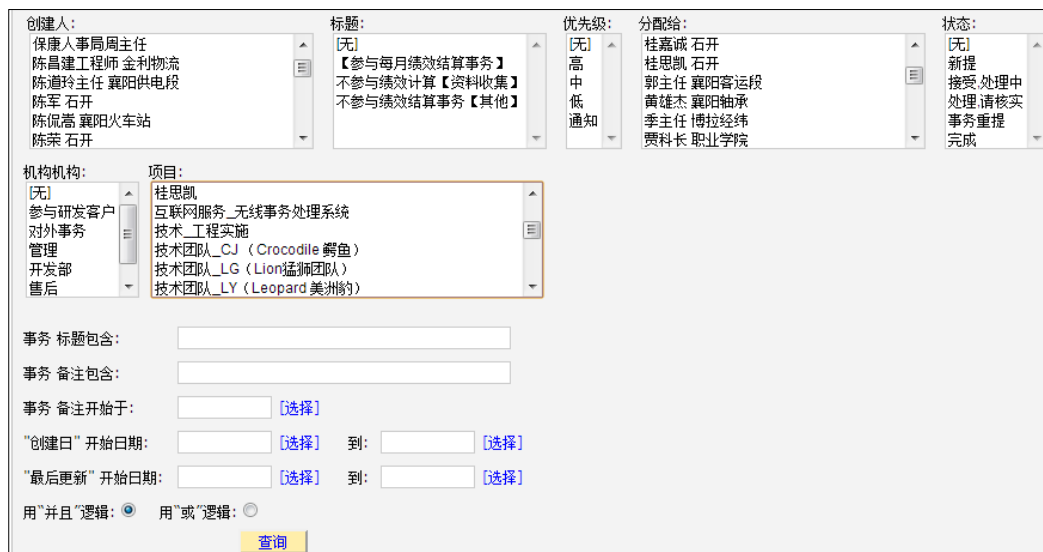 创建人: 标题: 优先级: 分配给: 状态:
保康人事局周主任 [无] [无] 桂嘉诚 石开 [无]
陈昌建工程师 金利物流 【参与每月绩效结算事务】 高 桂思凯 石开 新提
陈道玲主任 襄阳供电段 不参与绩效计算【资料收集】 中 郭主任 襄阳客运段 接受,处理中
陈军 石开 不参与绩效结算事务【其他】 低 黄雄杰 襄阳轴承 处理,请核实
陈侃嵩 襄阳火车站 通知 季主任 博拉经纬 事务重提
陈荣 石开 贾科长 职业学院 完成
机构机构: 项目:
[无] 桂思凯
参与研发客户 互联网服务_无线事务处理系统
对外事务 技术_工程实施
管理 技术团队_CJ（Crocodile 鳄鱼）
开发部 技术团队_LG（Lion猛狮团队）
售后 技术团队_LY（Leopard 美洲豹）
事务 标题包含:
事务 备注包含:
事务 备注开始于: [选择]
"创建日" 开始日期: [选择] 到: [选择]
"最后更新" 开始日期: [选择] 到: [选择]
用"并且"逻辑: 用"或"逻辑:
查询